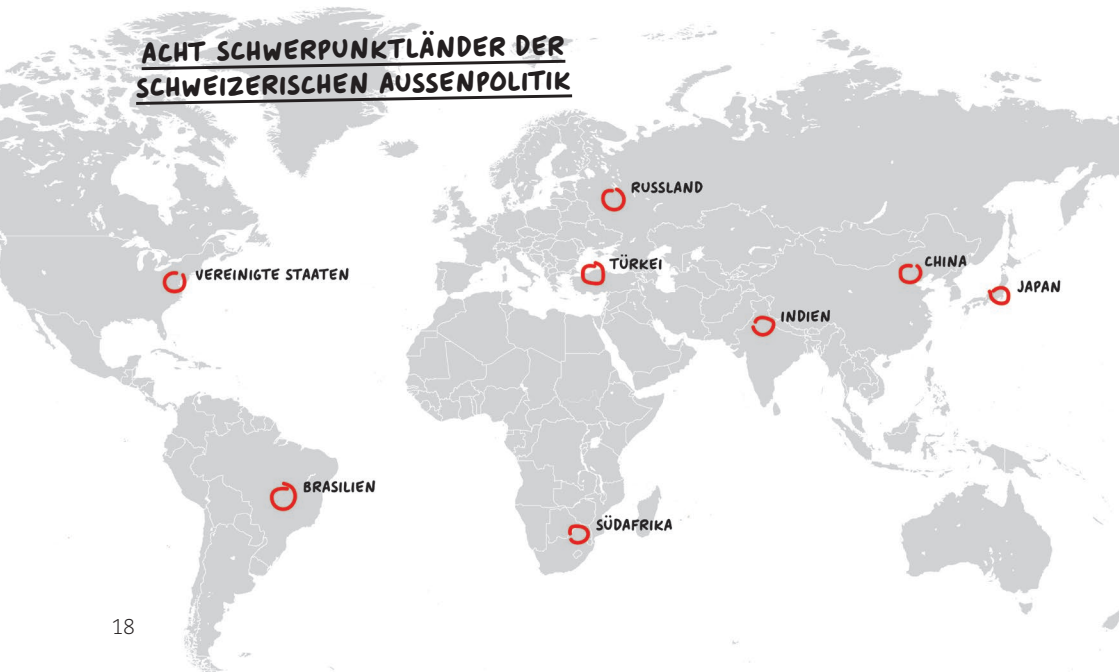 ACHT SCHWERPUNKTLÄNDER DER
SCHWEIZERISCHEN AUSSENPOLITIK
RUSSLAND
TÜRKEI
CHINA
VEREINIGTE STAATEN
JAPAN
INDIEN
BRASILIEN
SÜDAFRIKA
18